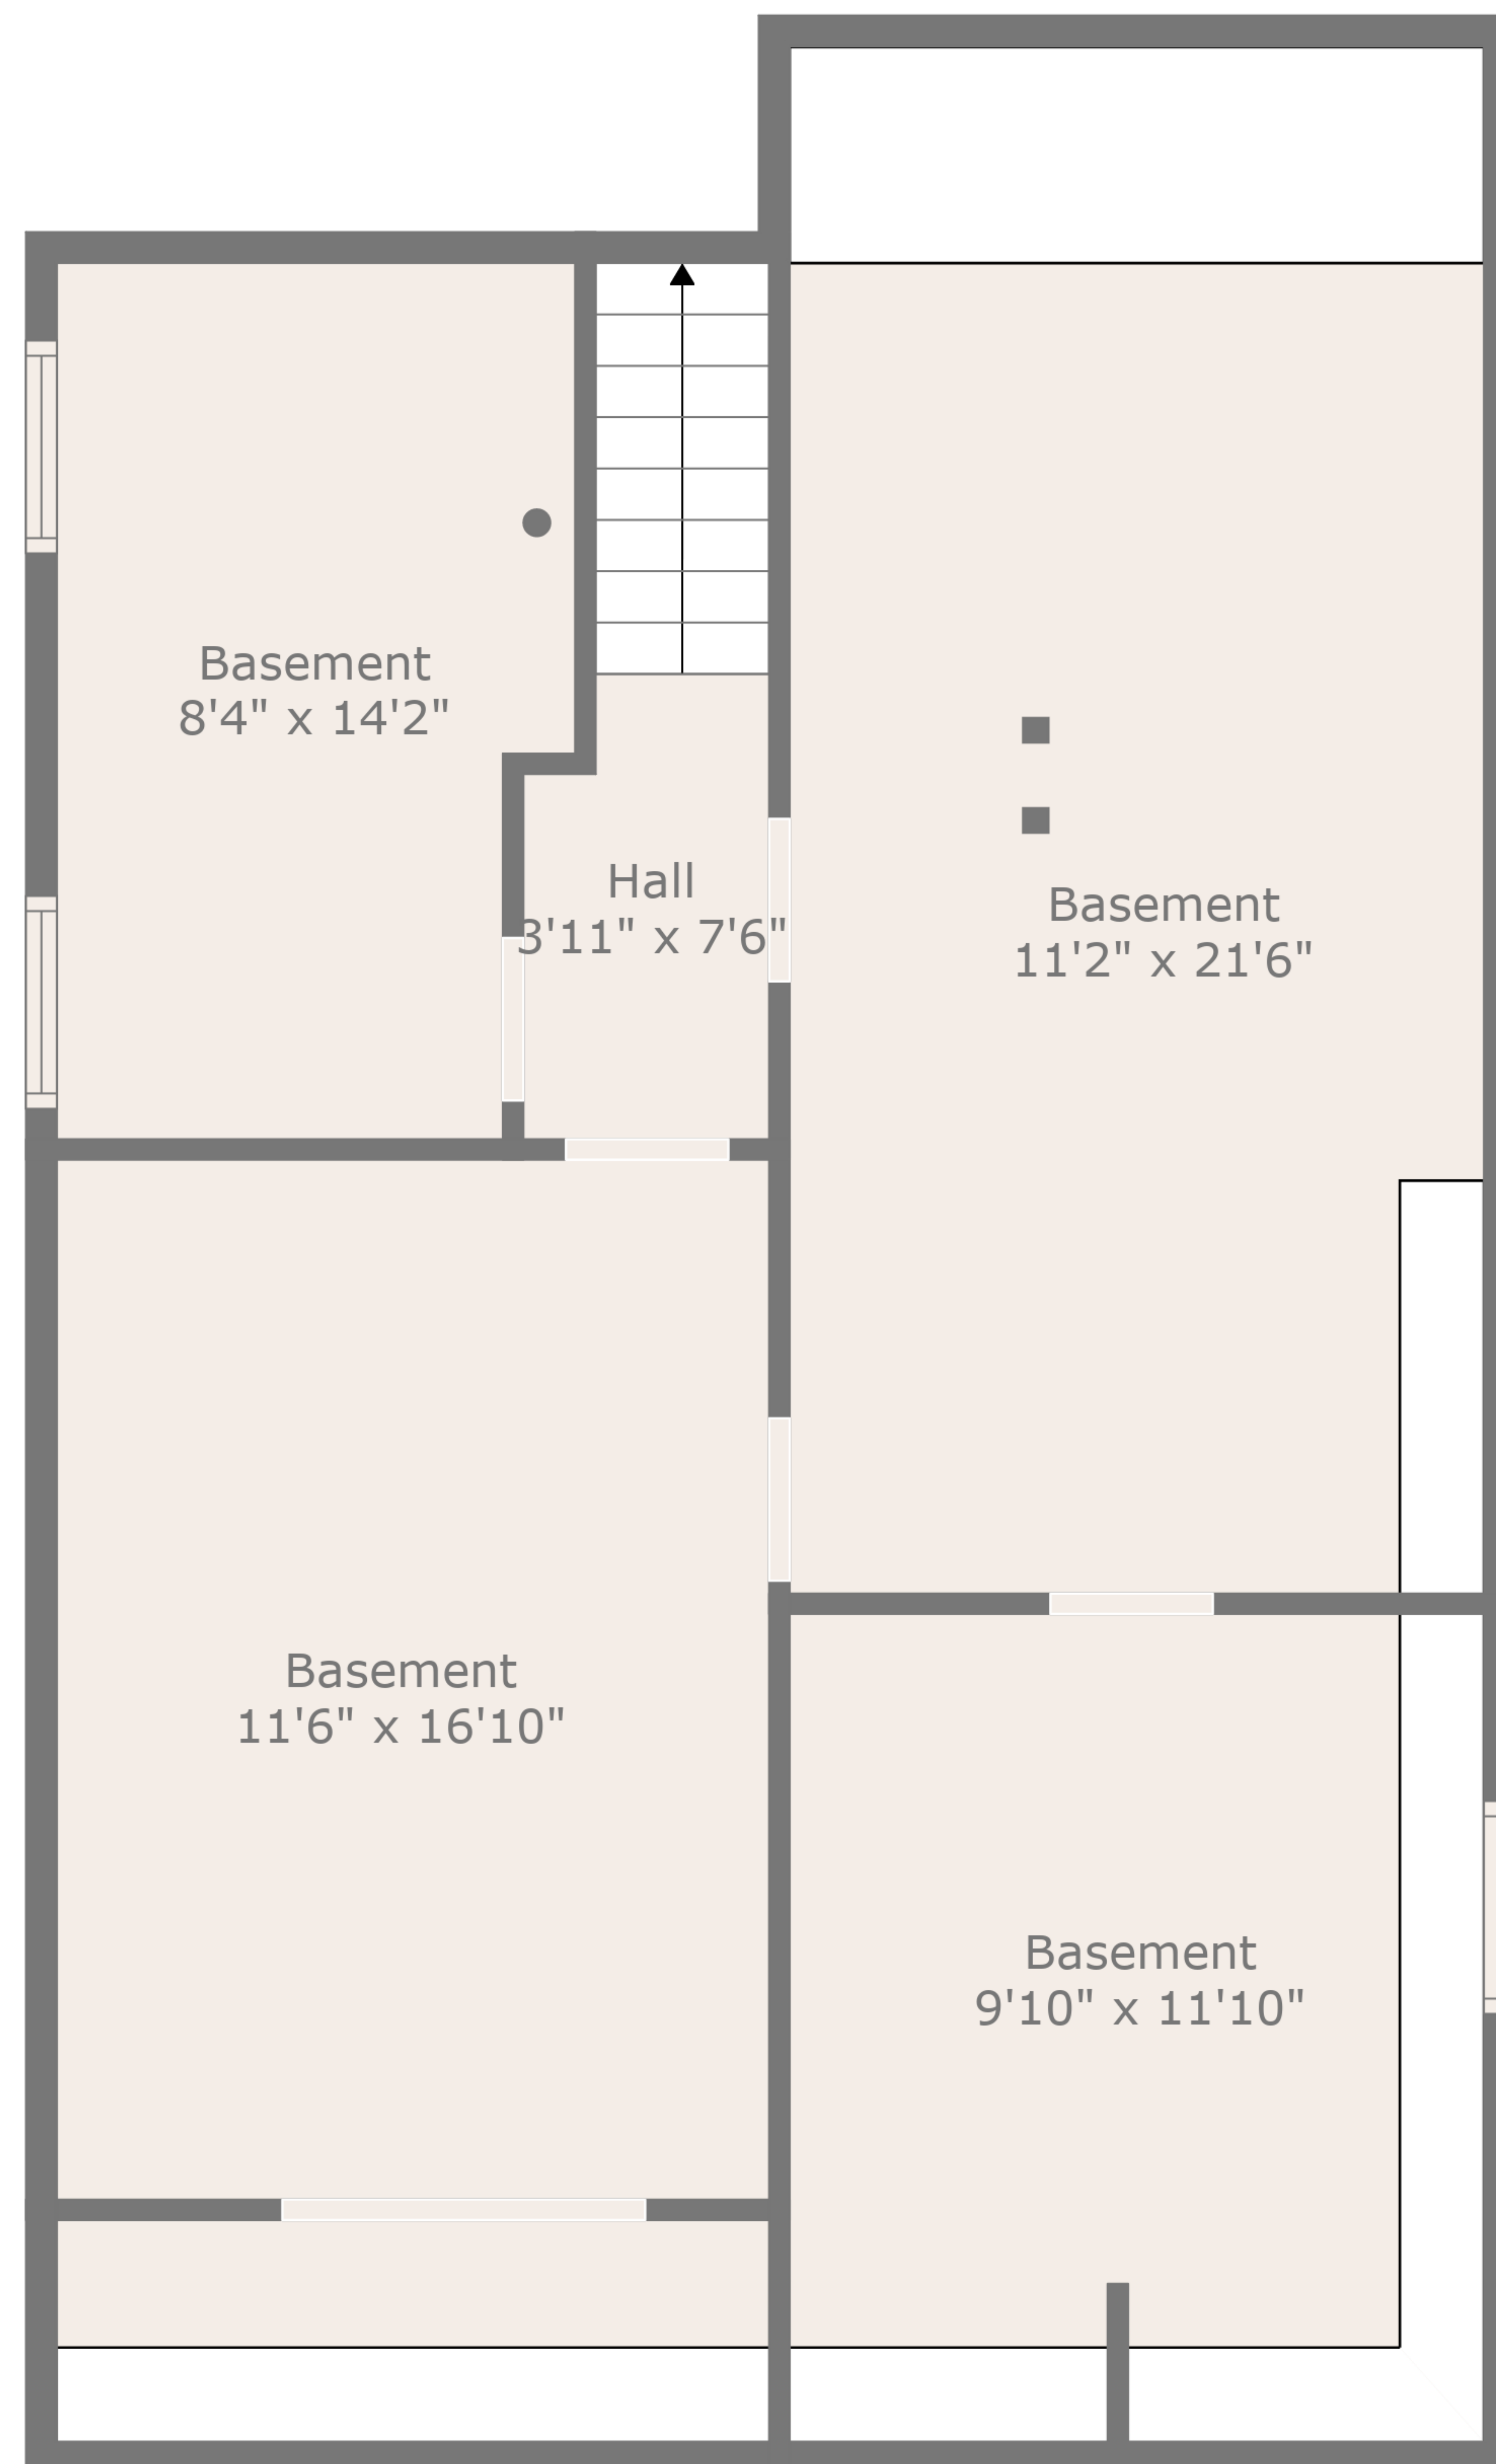 Basement
8'4" x 14'2"
Hall
3'11" x 7'6"
Basement
11'2" x 21'6"
Basement
11'6" x 16'10"
Basement
9'10" x 11'10"